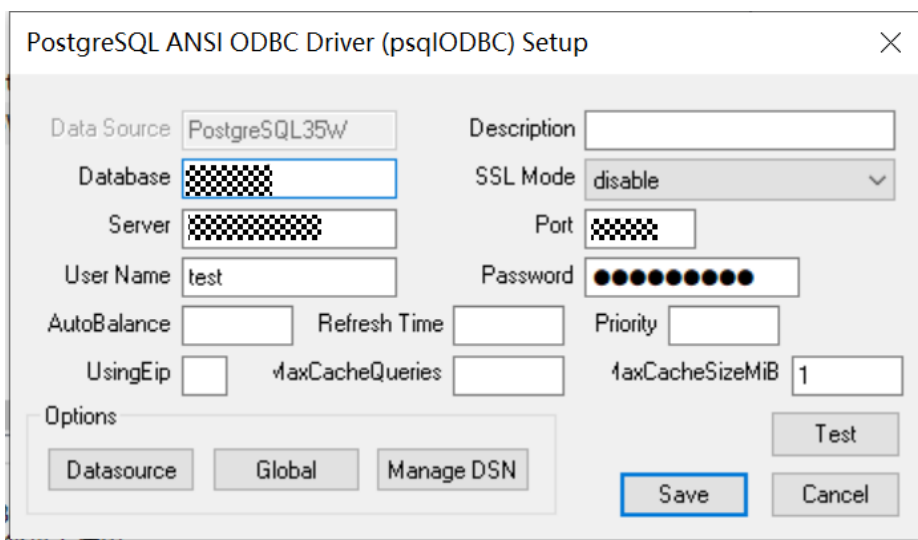 PostgreSQL ANSI ODBC Driver (psqlODBC) Setup
Data Source PostgreSQL35W Description
Database SSL Mode disable
Server Port
User Name test Password ●●●●●●●●●
AutoBalance Refresh Time Priority
UsingEip MaxCacheQueries MaxCacheSizeMiB 1
Options
Test
Datasource Global Manage DSN
Save Cancel